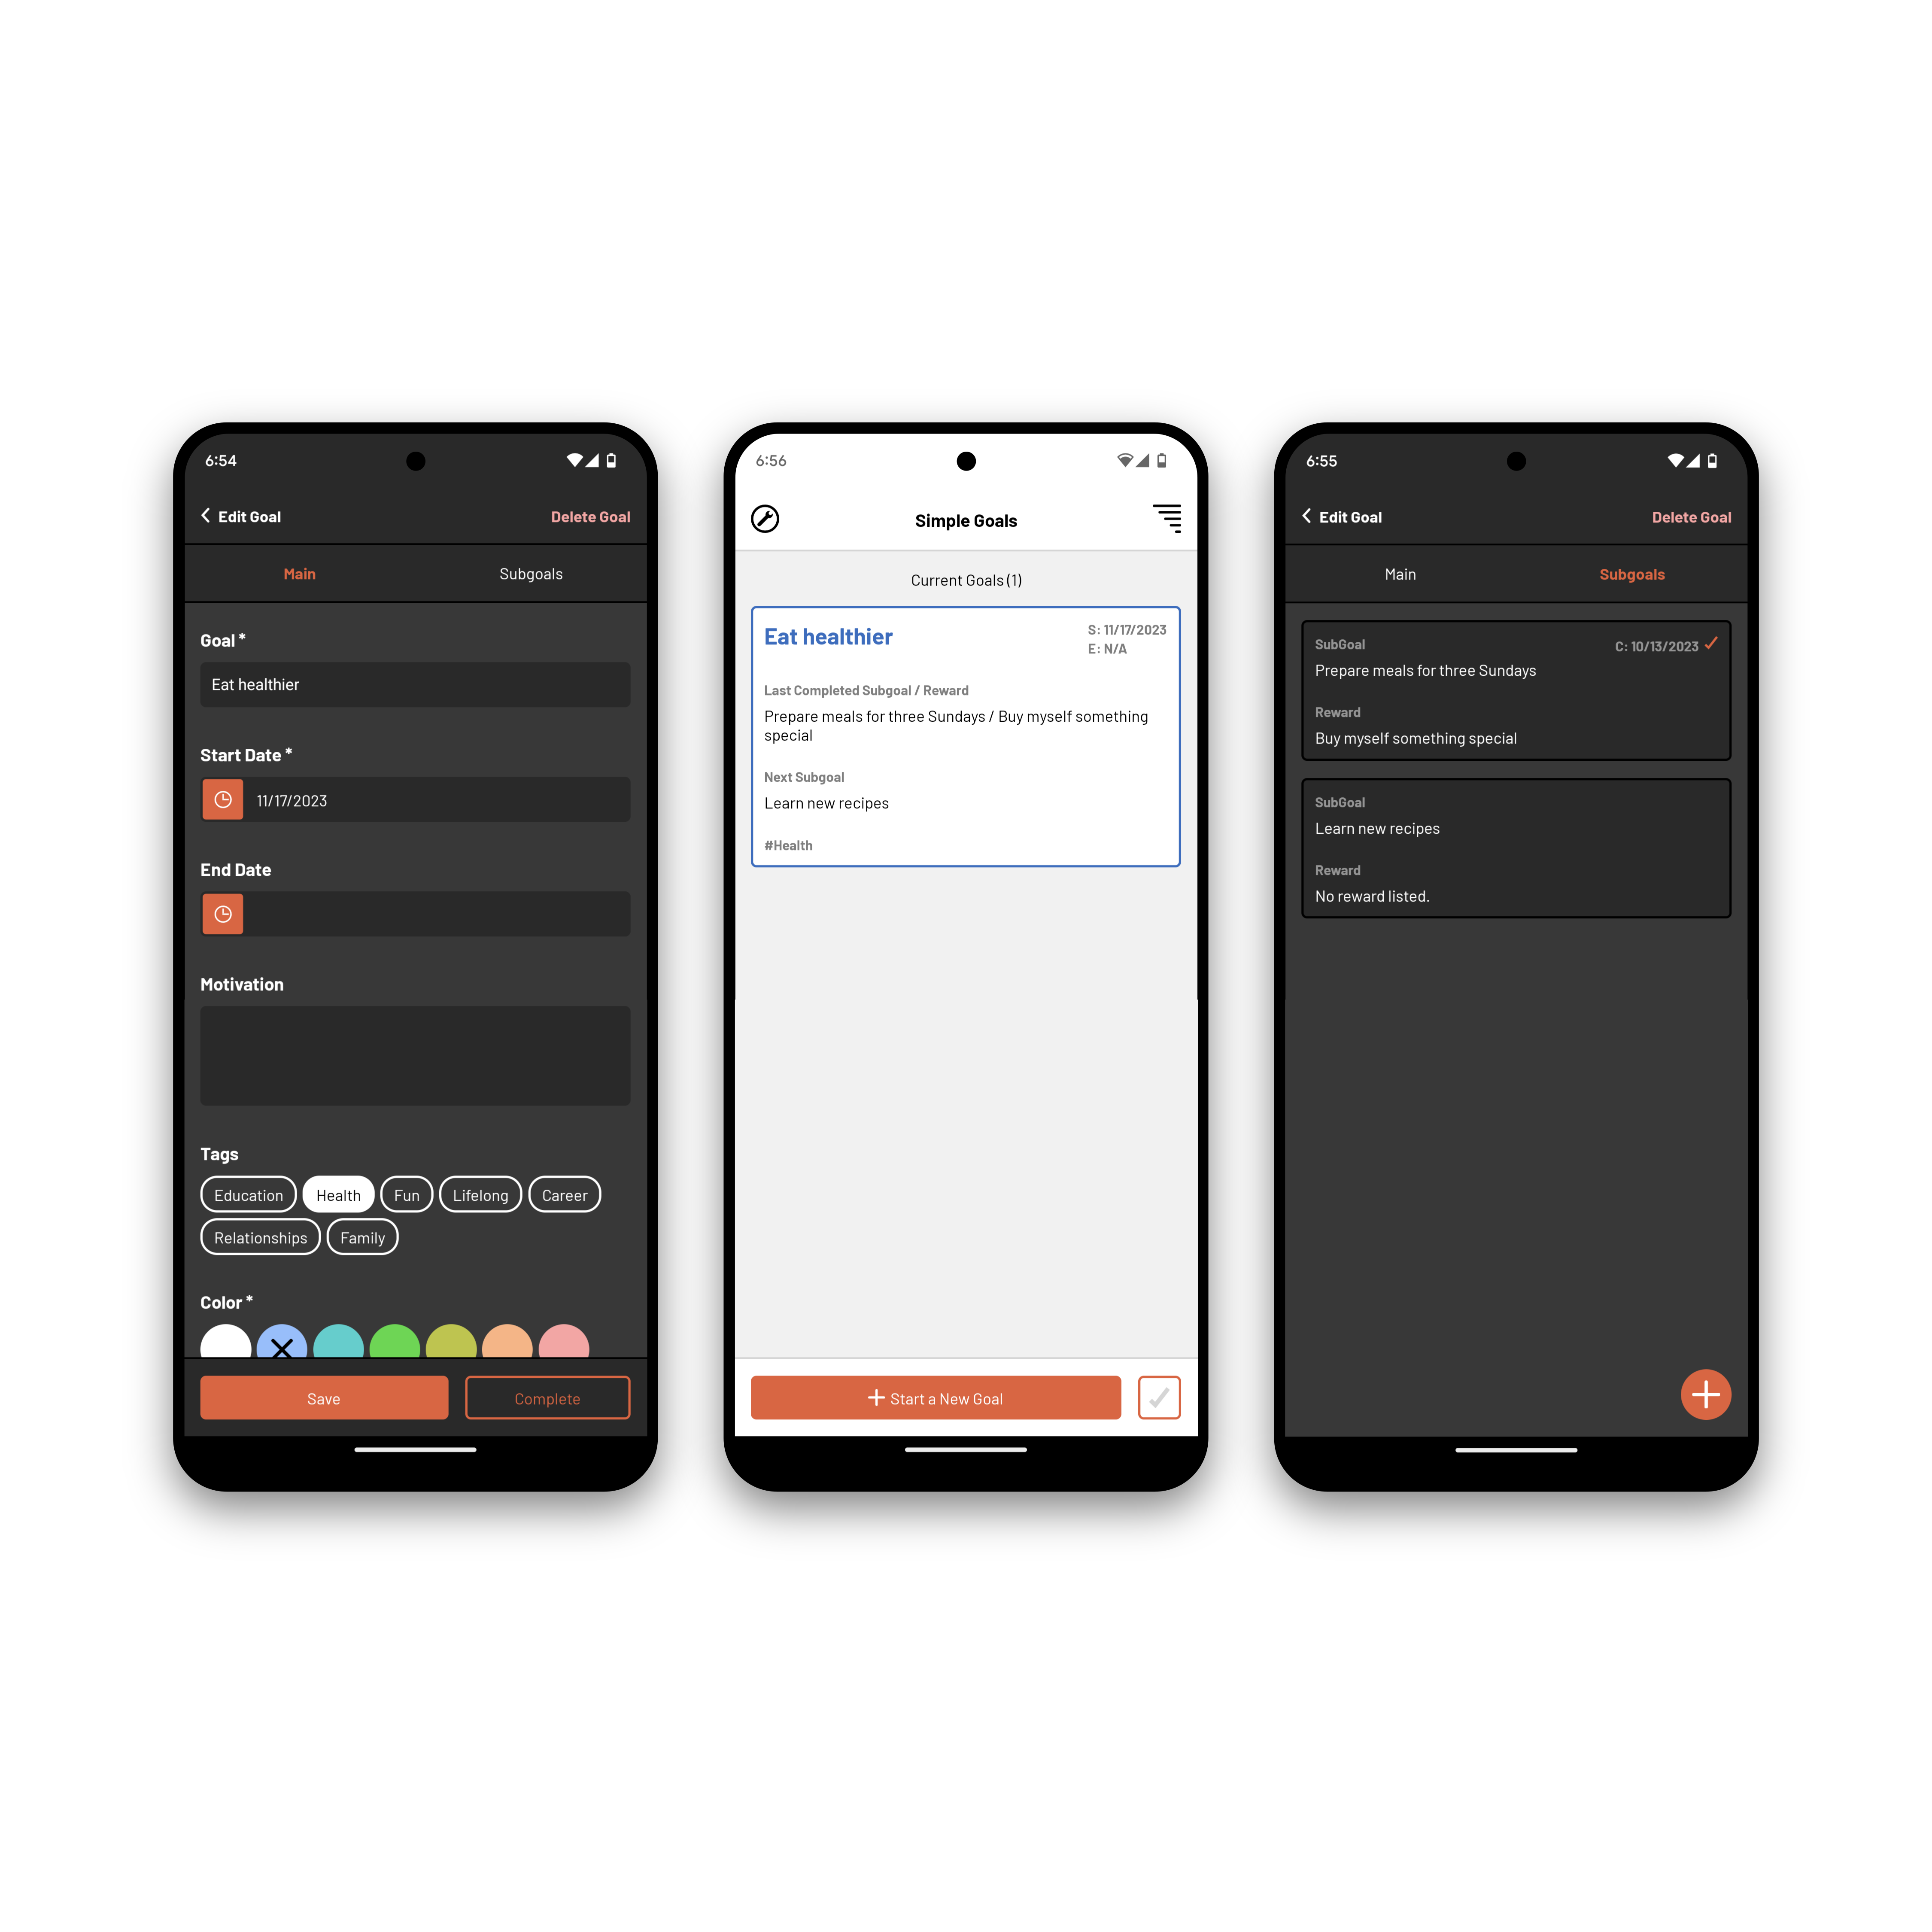 6:54
Edit Goal
Delete Goal
Main
Subgoals
Goal *
Eat healthier
Start Date *
11/17/2023
End Date
Motivation
Tags
Education Health Fun Lifelong Career
Relationships Family
Color *
Save
Complete
6:56
Simple Goals
Current Goals (1)
Eat healthier
S: 11/17/2023
E: N/A
Last Completed Subgoal / Reward
Prepare meals for three Sundays / Buy myself something
special
Next Subgoal
Learn new recipes
#Health
Start a New Goal
6:55
Edit Goal
Delete Goal
Main
Subgoals
SubGoal
C: 10/13/2023
Prepare meals for three Sundays
Reward
Buy myself something special
SubGoal
Learn new recipes
Reward
No reward listed.